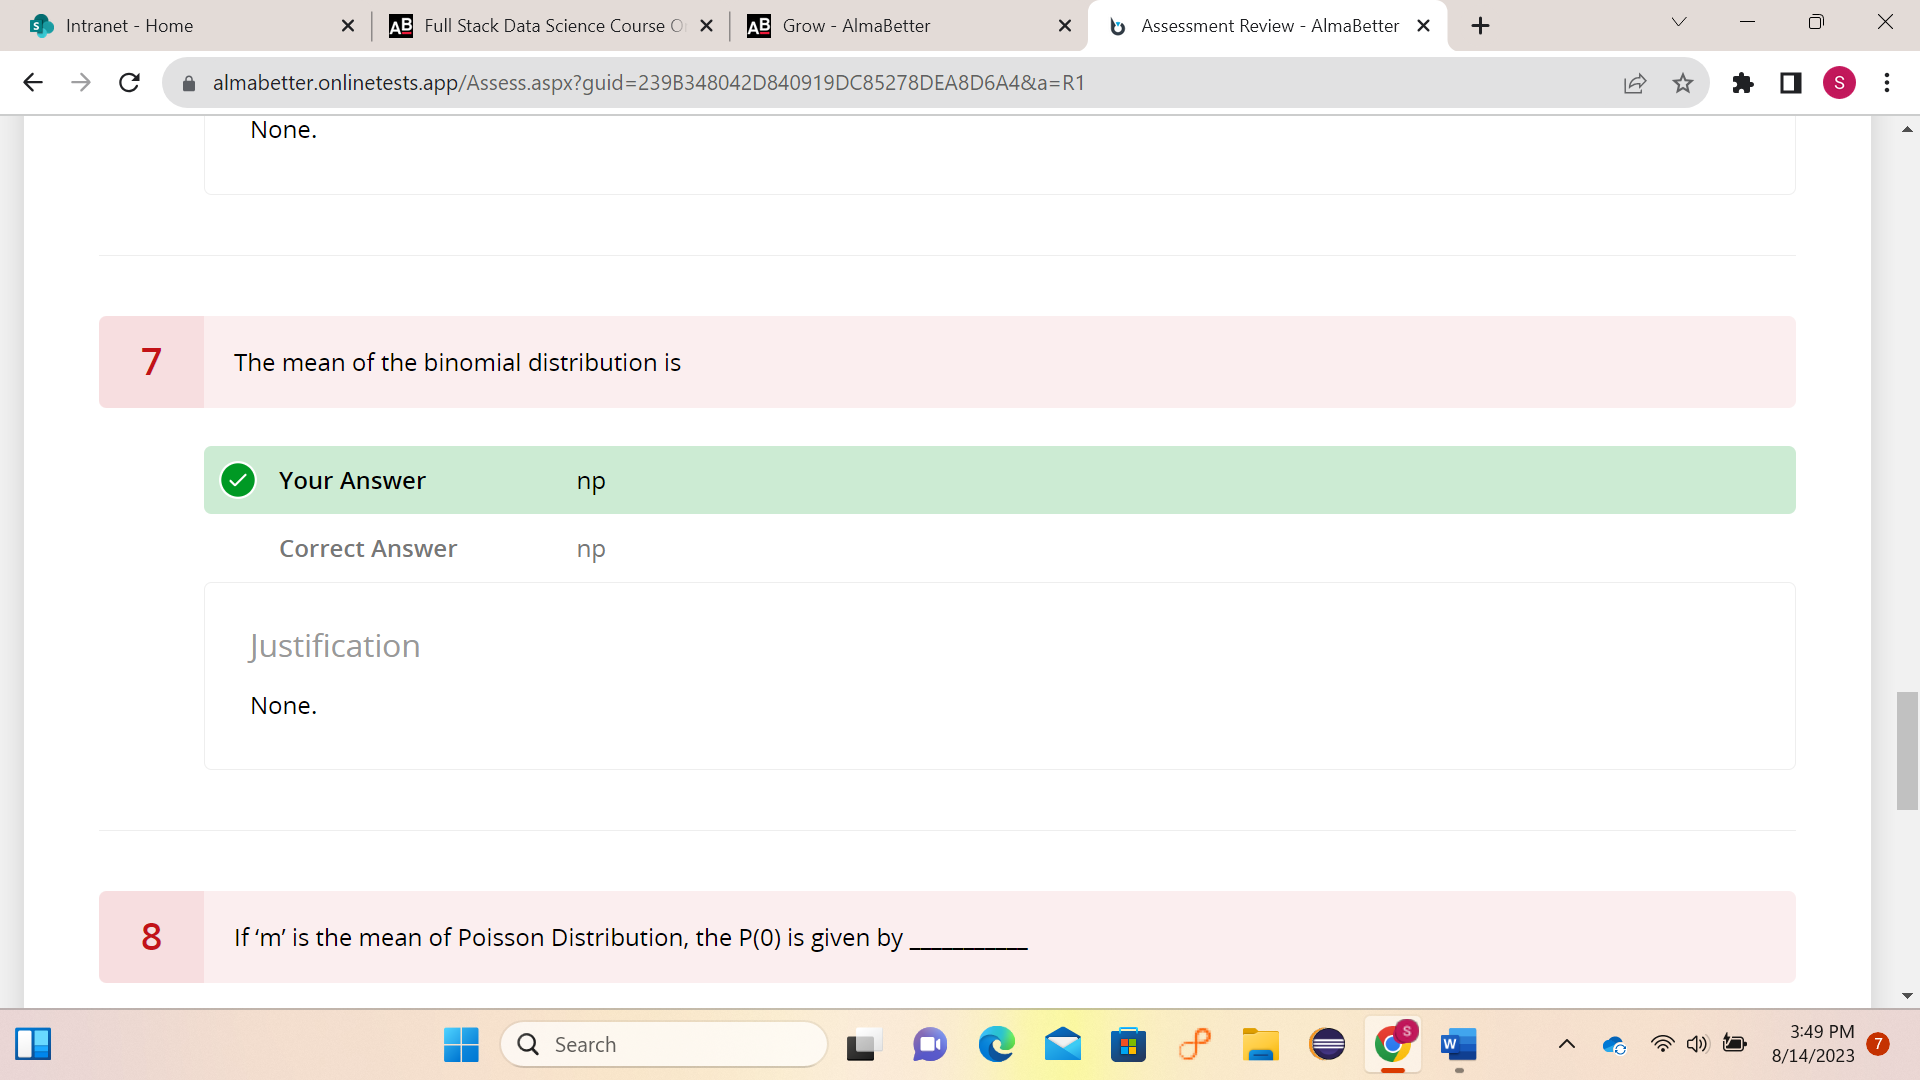 Intranet - Home
AB Full Stack Data Science Course O
AB Grow - AlmaBetter
Assessment Review - AlmaBetter
almabetter.onlinetests.app/Assess.aspx?guid=239B348042D840919DC85278DEA8D6A4&a=R1
S
None.
7 The mean of the binomial distribution is
Your Answer np
Correct Answer np
Justification
None.
8 If ‘m’ is the mean of Poisson Distribution, the P(0) is given by ___________
Search
S
W
3:49 PM
8/14/2023
7